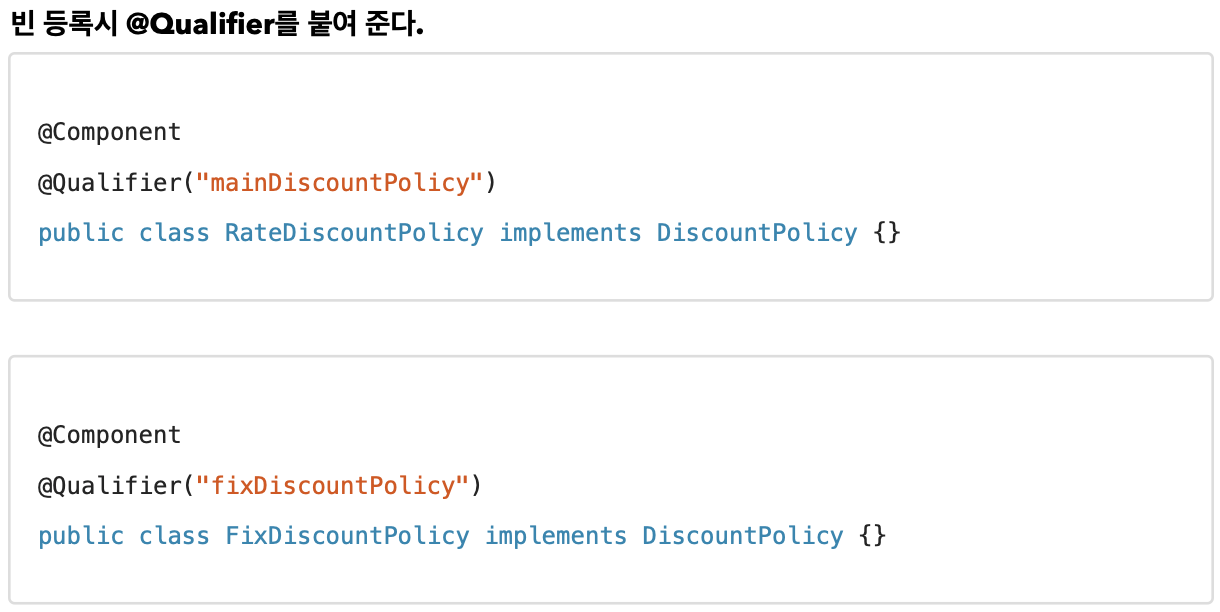 빈 등록시 @Qualifier를 붙여 준다.
@Component
@Qualifier("mainDiscountPolicy")
public class RateDiscountPolicy implements DiscountPolicy {}
@Component
@Qualifier("fixDiscountPolicy")
public class FixDiscountPolicy implements DiscountPolicy {}